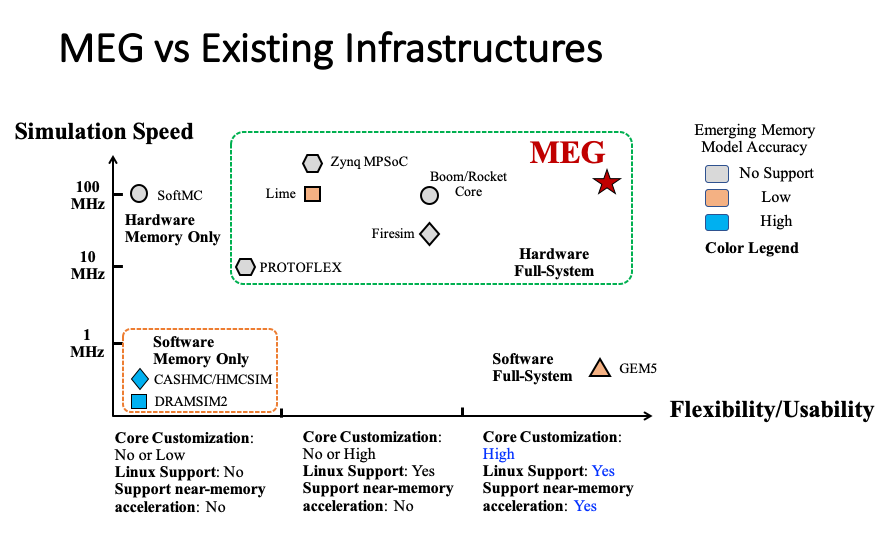 MEG vs Existing Infrastructures
Simulation Speed
Emerging Memory
Model Accuracy
No Support
Low
High
Color Legend
MEG
Zynq MPSoC
Boom/Rocket
Core
100
MHz
SoftMC
Lime
Hardware
Memory Only
Firesim
Hardware
Full-System
10
MHz
PROTOFLEX
1
MHz
Software
Memory Only
CASHMC/HMCSIM
DRAMSIM2
Software
Full-System
GEM5
Flexibility/Usability
Core Customization:
No or Low
Linux Support: No
Support near-memory
acceleration: No
Core Customization:
No or High
Linux Support: Yes
Support near-memory
acceleration: No
Core Customization:
High
Linux Support: Yes
Support near-memory
acceleration: Yes